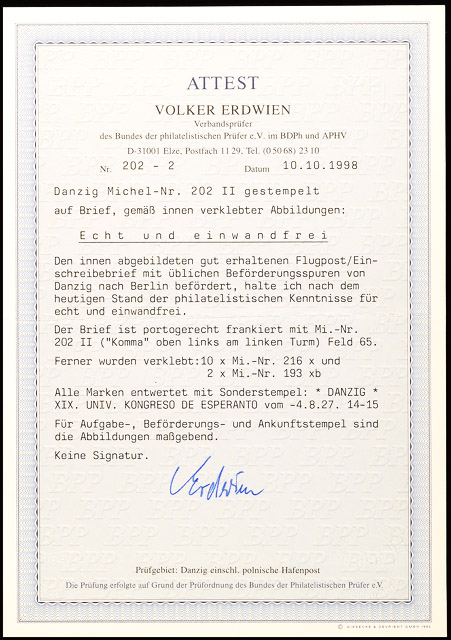 ATTEST
VOLKER ERDWIEN
Verbandsprüfer
des Bundes der philatelistischen Prüfer e.V. im BDPh und APHV
D-31001 Elze, Postfach 11 29, Tel. (0 50 68) 23 10
Nr. 202 - 2 Datum 10.10.1998
Danzig Michel-Nr. 202 II gestempelt
auf Brief, gemäß innen verklebter Abbildungen:
Echt und einwandfrei
Den innen abgebildeten gut erhaltenen Flugpost/Ein-
schreibebrief mit üblichen Beförderungsspuren von
Danzig nach Berlin befördert, halte ich nach dem
heutigen Stand der philatelistischen Kenntnisse für
echt und einwandfrei.
Der Brief ist portogerecht frankiert mit Mi.-Nr.
202 II ("Komma" oben links am linken Turm) Feld 65.
Ferner wurden verklebt: 10 x Mi.-Nr. 216 x und
2 x Mi.-Nr. 193 xb
Alle Marken entwertet mit Sonderstempel: * DANZIG *
XIX. UNIV. KONGRESO DE ESPERANTO vom -4.8.27. 14-15
Für Aufgabe-, Beförderungs- und Ankunftstempel sind
die Abbildungen maßgebend.
Keine Signatur.
VErdwien
Prüfgebiet: Danzig einschl. polnische Hafenpost
Die Prüfung erfolgte auf Grund der Prüfordnung des Bundes der Philatelistischen Prüfer e.V.